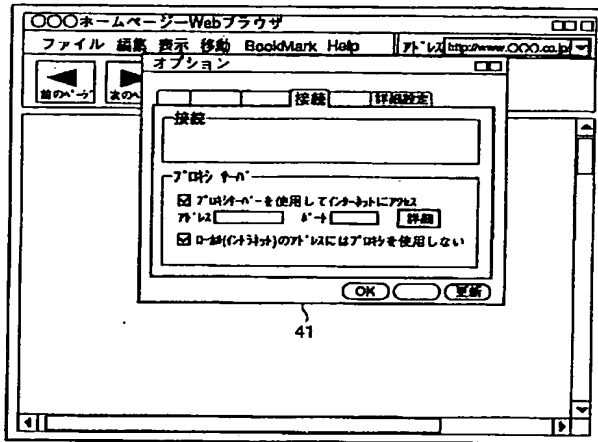 〇〇〇ホームページーWebブラウザ
ファイル 編集 表示 移動 BookMark Help アドレス http://www.〇〇〇.co.jp/
オプション
前のページ 次のペ
接続 詳細設定
接続
プロキシ サーバ
プロキシサーバーを使用してインターネットにアクセス
アドレス ポート 詳細
ローカル(イントラネット)のアドレスにはプロキシを使用しない
OK 更新
41